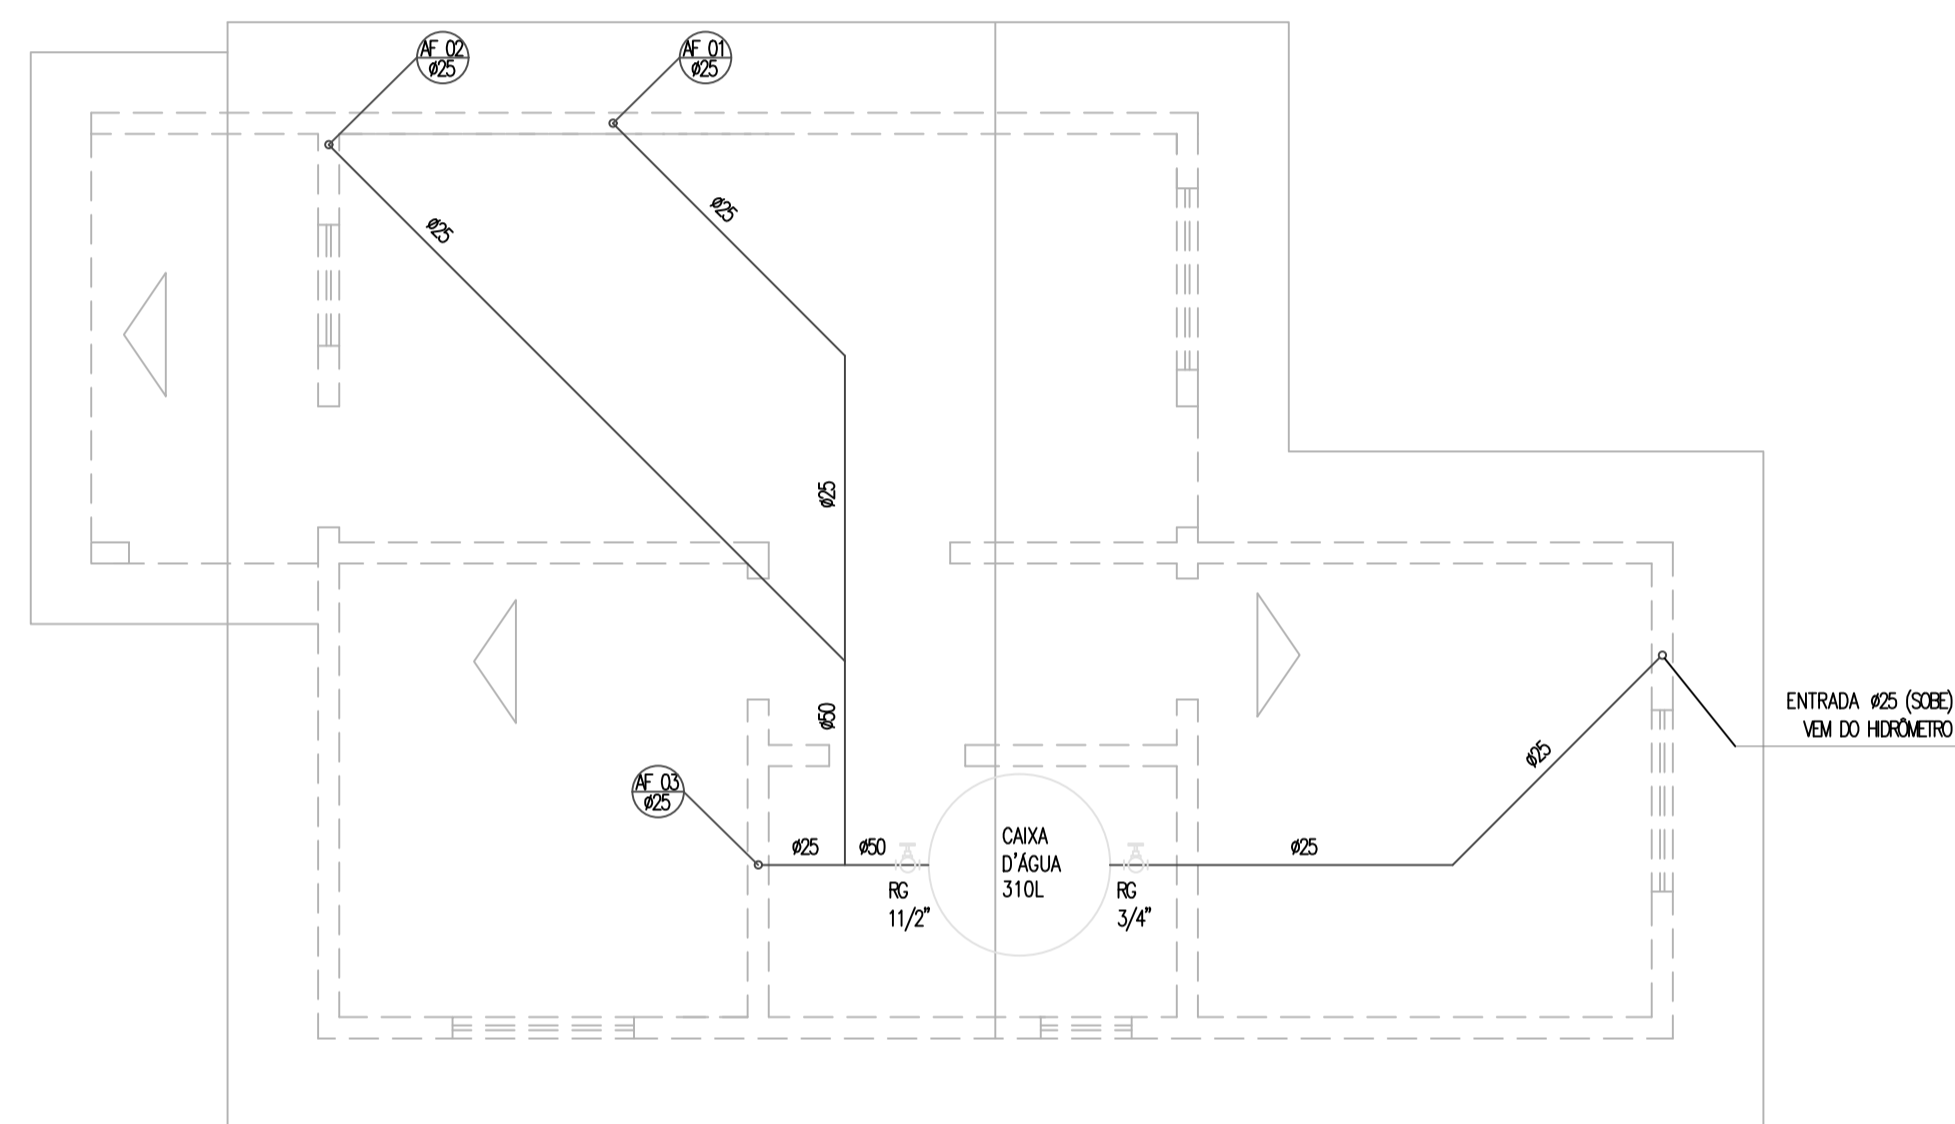 AF 02
ø25
AF 01
ø25
ø25
ø25
ø25
ø50
ENTRADA ø25 (SOBE)
VEM DO HIDRÔMETRO
ø25
AF 03
ø25
ø25
ø50
RG
11/2"
CAIXA
D'ÁGUA
310L
RG
3/4"
ø25